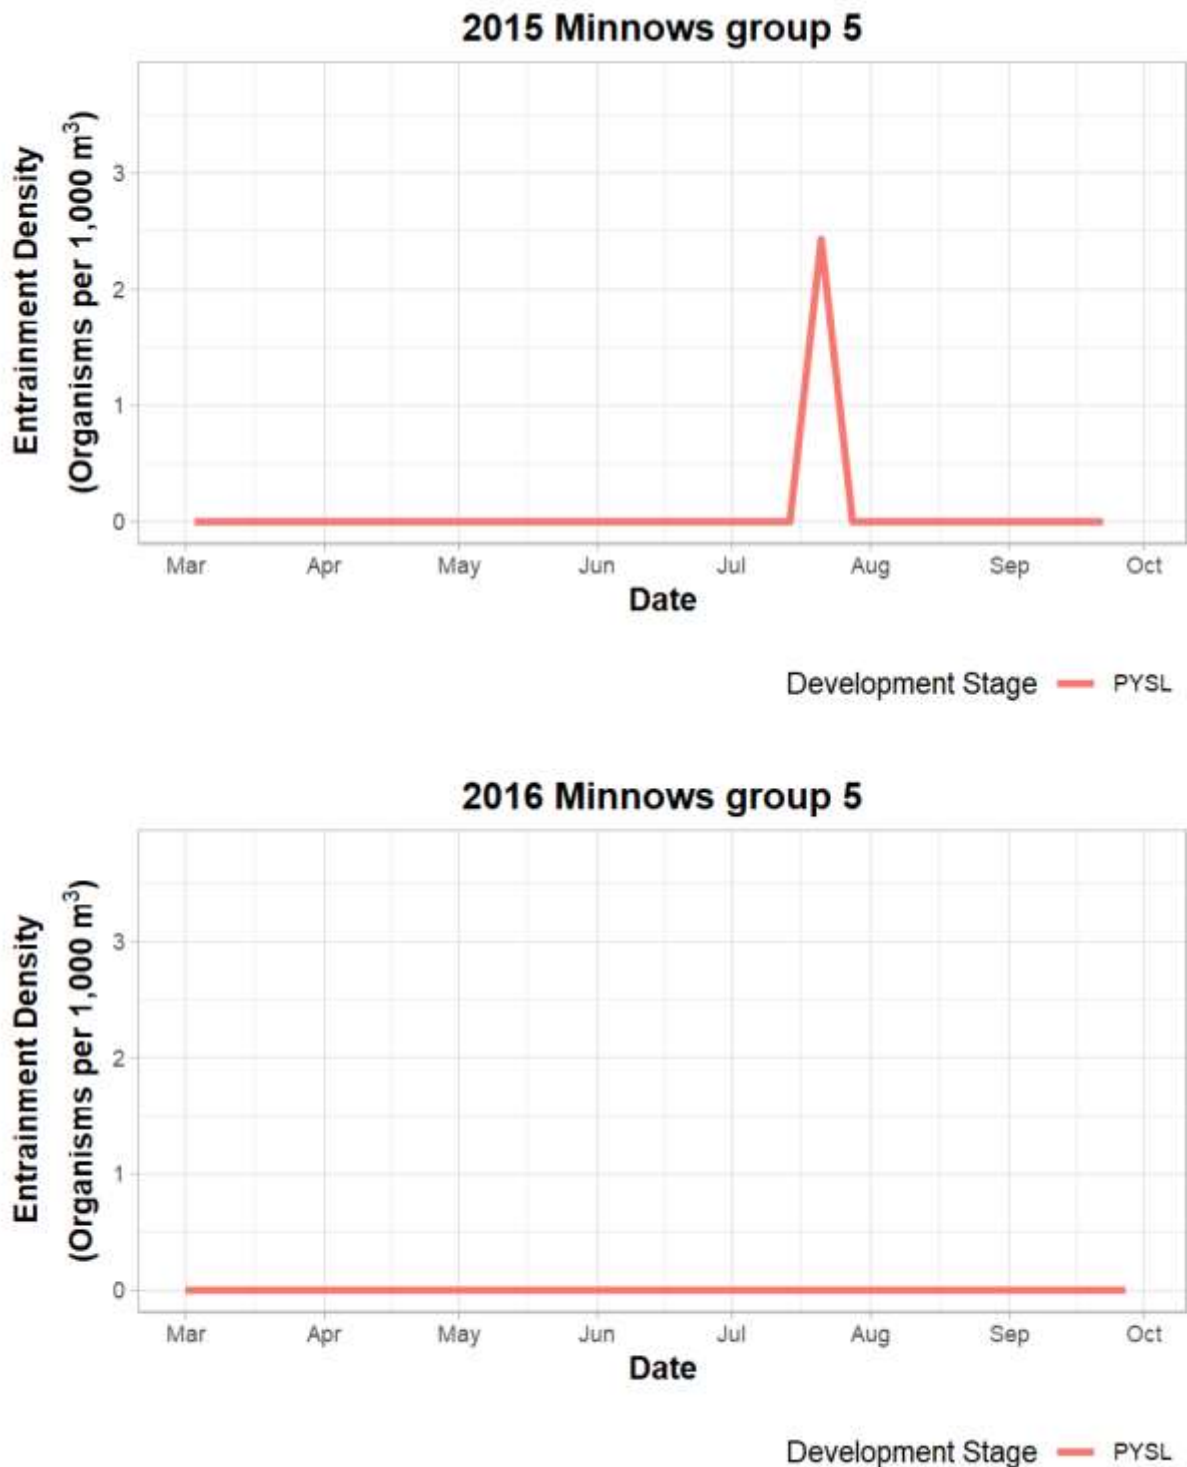 2015 Minnows group 5
Entrainment Density
(Organisms per 1,000 m³)
3
2
1
0
Mar Apr May Jun Jul Aug Sep Oct
Date
Development Stage PYSL
2016 Minnows group 5
Entrainment Density
(Organisms per 1,000 m³)
3
2
1
0
Mar Apr May Jun Jul Aug Sep Oct
Date
Development Stage PYSL